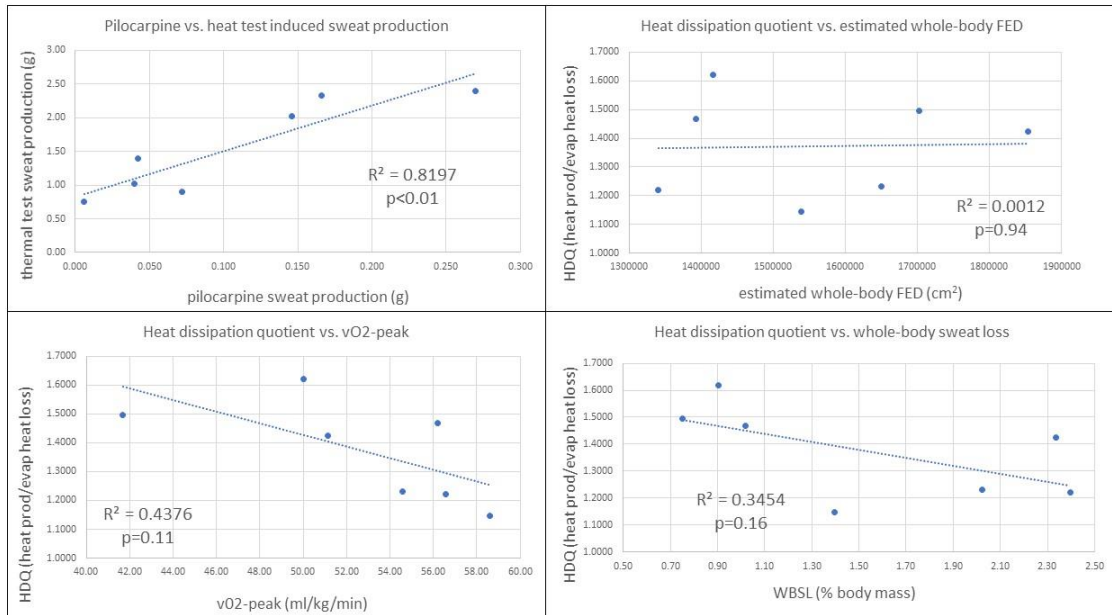 Pilocarpine vs. heat test induced sweat production
thermal test sweat production (g)
3.00
2.50
2.00
1.50
1.00
0.50
0.00
R² = 0.8197
p<0.01
0.000 0.050 0.100 0.150 0.200 0.250 0.300
pilocarpine sweat production (g)
Heat dissipation quotient vs. estimated whole-body FED
HDQ (heat prod/evap heat loss)
1.7000
1.6000
1.5000
1.4000
1.3000
1.2000
1.1000
1.0000
R² = 0.0012
p=0.94
1300000 1400000 1500000 1600000 1700000 1800000 1900000
estimated whole-body FED (cm²)
Heat dissipation quotient vs. vO2-peak
HDQ (heat prod/evap heat loss)
1.7000
1.6000
1.5000
1.4000
1.3000
1.2000
1.1000
1.0000
R² = 0.4376
p=0.11
40.00 42.00 44.00 46.00 48.00 50.00 52.00 54.00 56.00 58.00 60.00
v02-peak (ml/kg/min)
Heat dissipation quotient vs. whole-body sweat loss
HDQ (heat prod/evap heat loss)
1.7000
1.6000
1.5000
1.4000
1.3000
1.2000
1.1000
1.0000
R² = 0.3454
p=0.16
0.50 0.70 0.90 1.10 1.30 1.50 1.70 1.90 2.10 2.30 2.50
WBSL (% body mass)